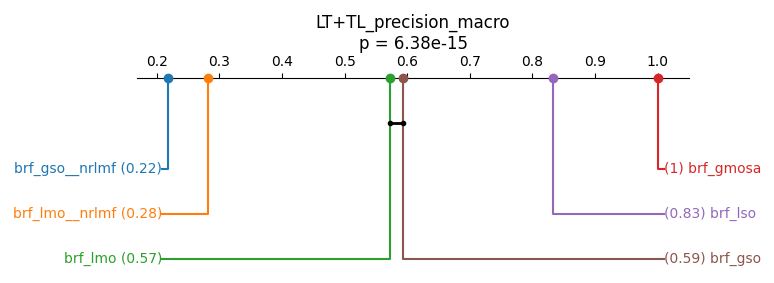 LT+TL_precision_macro
p = 6.38e-15
0.2 0.3 0.4 0.5 0.6 0.7 0.8 0.9 1.0
brf_gso__nrlmf (0.22) (1) brf_gmosa
brf_lmo__nrlmf (0.28) (0.83) brf_lso
brf_lmo (0.57) (0.59) brf_gso